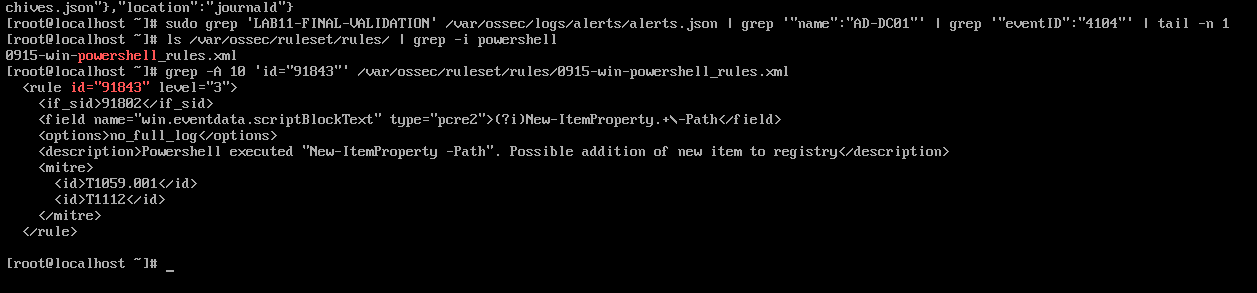 chives.json"},"location":"journald"}
[root@localhost ~]# sudo grep 'LAB11-FINAL-VALIDATION' /var/ossec/logs/alerts/alerts.json | grep '"name":"AD-DC01"' | grep '"eventID":"4104"' | tail -n 1
[root@localhost ~]# ls /var/ossec/ruleset/rules/ | grep -i powershell
0915-win-powershell_rules.xml
[root@localhost ~]# grep -A 10 'id="91843"' /var/ossec/ruleset/rules/0915-win-powershell_rules.xml
  <rule id="91843" level="3">
    <if_sid>91802</if_sid>
    <field name="win.eventdata.scriptBlockText" type="pcre2">(?i)New-ItemProperty.+\-Path</field>
    <options>no_full_log</options>
    <description>Powershell executed "New-ItemProperty -Path". Possible addition of new item to registry</description>
    <mitre>
      <id>T1059.001</id>
      <id>T1112</id>
    </mitre>
  </rule>
[root@localhost ~]# _